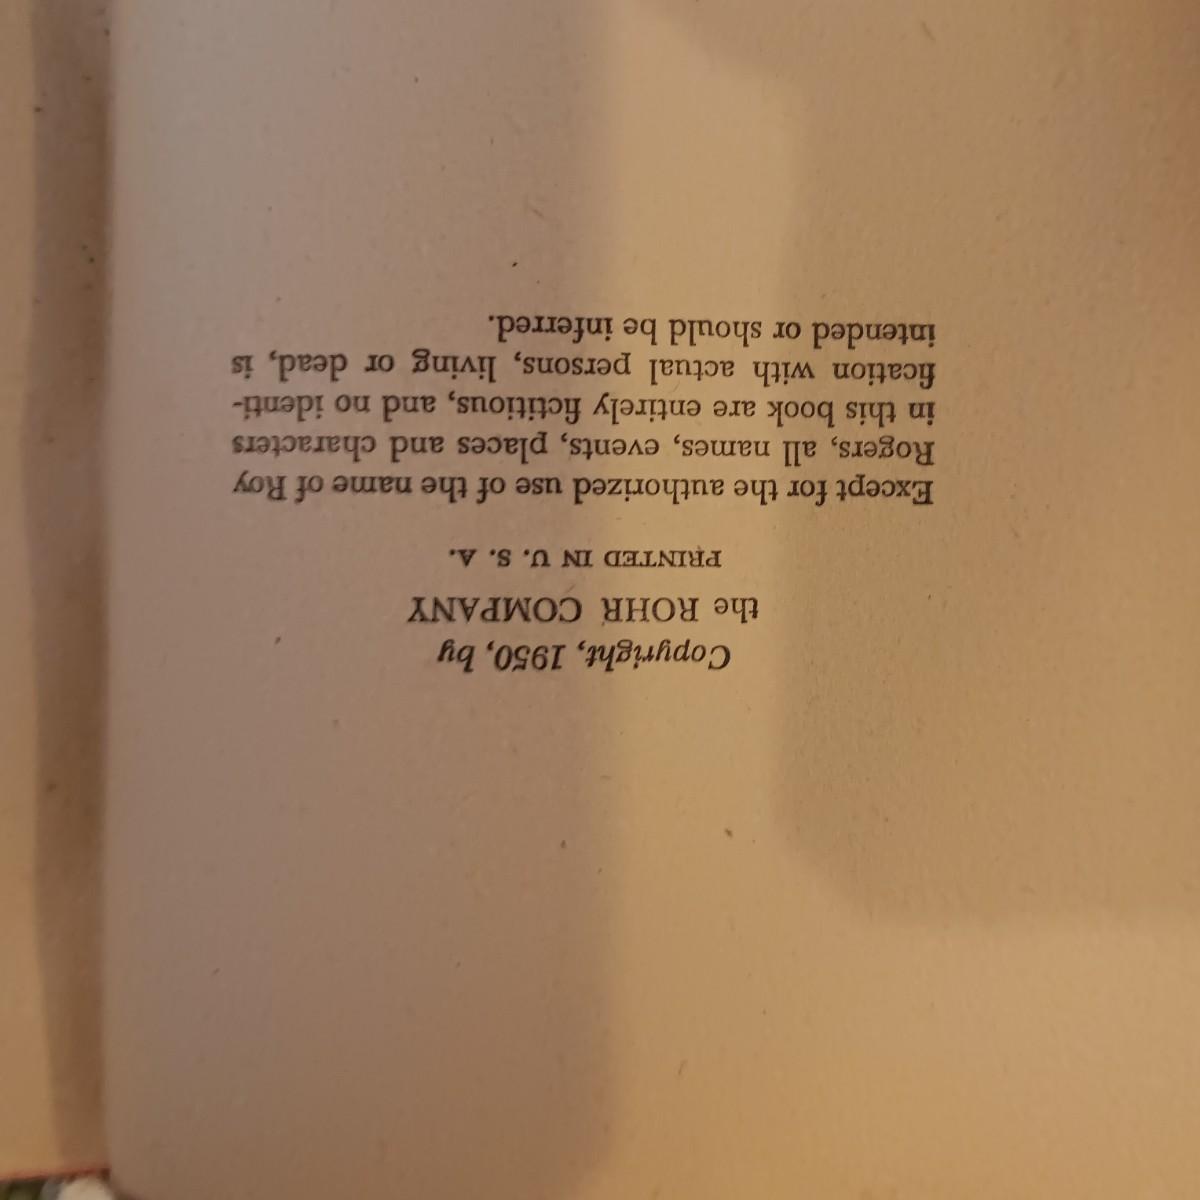 Copyright, 1950, by
the ROHR COMPANY
PRINTED IN U. S. A.
Except for the authorized use of the name of Roy
Rogers, all names, events, places and characters
in this book are entirely fictitious, and no identi-
fication with actual persons, living or dead, is
intended or should be inferred.